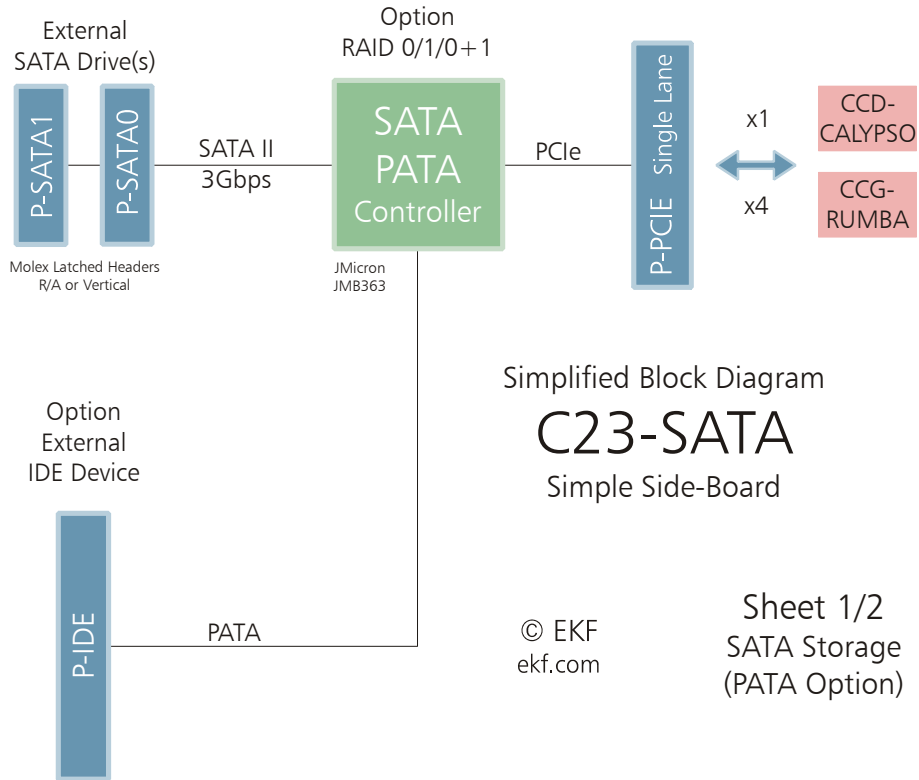 External
SATA Drive(s)
Option
RAID 0/1/0+1
P-SATA1
P-SATA0
SATA II
3Gbps
SATA
PATA
Controller
PCIe
P-PCIE Single Lane
x1
x4
CCD-
CALYPSO
CCG-
RUMBA
Molex Latched Headers
R/A or Vertical
JMicron
JMB363
Simplified Block Diagram
C23-SATA
Simple Side-Board
Option
External
IDE Device
P-IDE
PATA
© EKF
ekf.com
Sheet 1/2
SATA Storage
(PATA Option)